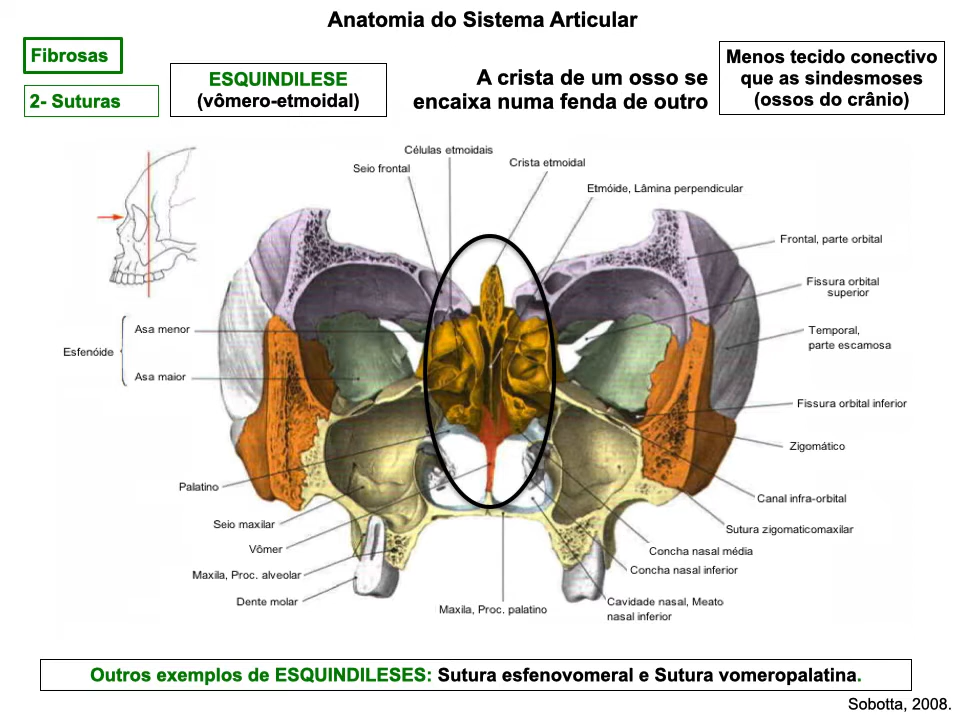 Anatomia do Sistema Articular
Fibrosas
2- Suturas
ESQUINDILESE
(vômero-etmoidal)
A crista de um osso se
encaixa numa fenda de outro
Menos tecido conectivo
que as sindesmoses
(ossos do crânio)
Células etmoidais
Seio frontal
Crista etmoidal
Etmóide, Lâmina perpendicular
Frontal, parte orbital
Fissura orbital
superior
Temporal,
parte escamosa
Esfenóide
Asa menor
Asa maior
Fissura orbital inferior
Zigomático
Palatino
Canal infra-orbital
Seio maxilar
Sutura zigomaticomaxilar
Vômer
Concha nasal média
Maxila, Proc. alveolar
Concha nasal inferior
Dente molar
Maxila, Proc. palatino
Cavidade nasal, Meato
nasal inferior
Outros exemplos de ESQUINDILESES: Sutura esfenovomeral e Sutura vomeropalatina.
Sobotta, 2008.